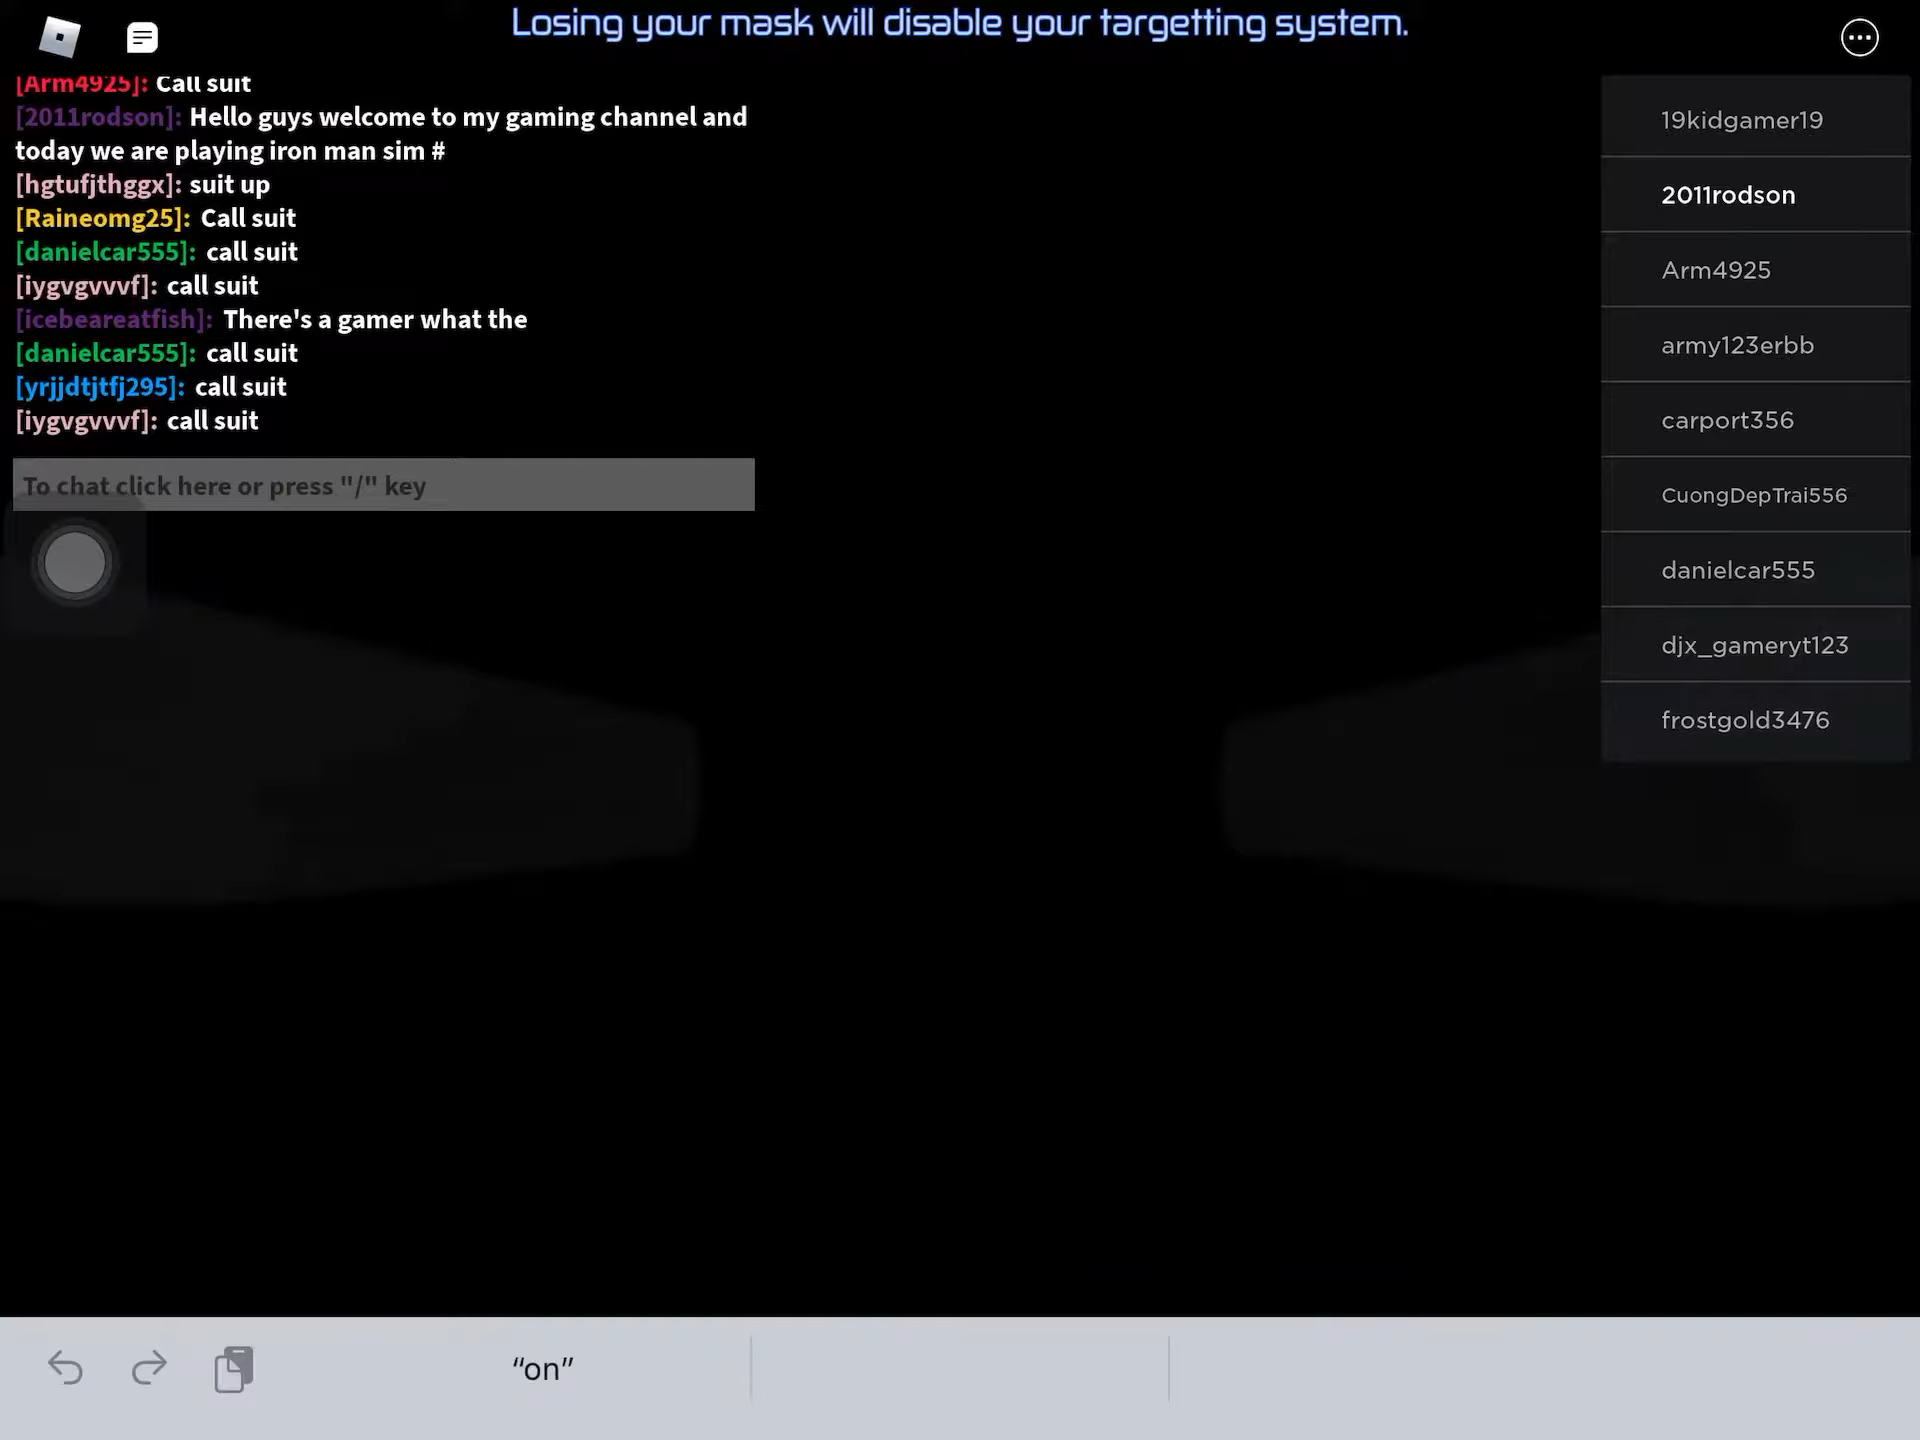 Losing your mask will disable your targetting system.
[Arm4925]: Call suit
[2011rodson]: Hello guys welcome to my gaming channel and
today we are playing iron man sim #
[hgtufjthggx]: suit up
[Raineomg25]: Call suit
[danielcar555]: call suit
[iygvgvvvf]: call suit
[icebeareatfish]: There's a gamer what the
[danielcar555]: call suit
[yrjjdtjtfj295]: call suit
[iygvgvvvf]: call suit
To chat click here or press "/" key
19kidgamer19
2011rodson
Arm4925
army123erbb
carport356
CuongDepTrai556
danielcar555
djx_gameryt123
frostgold3476
“on”